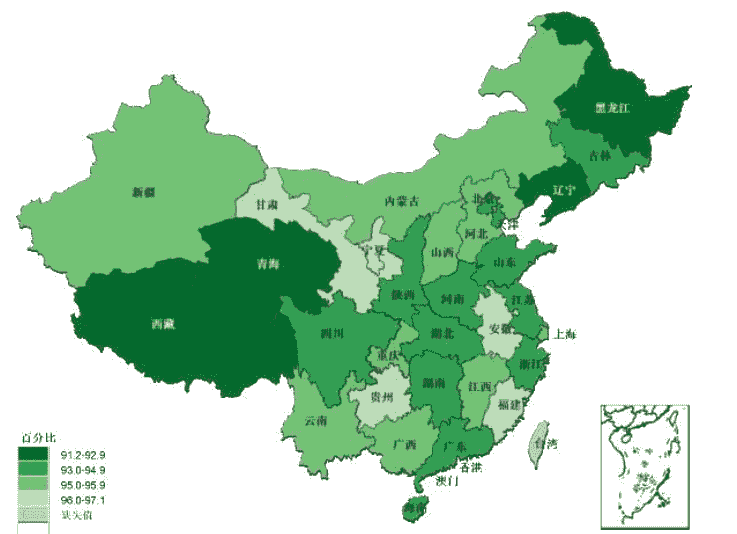 黑龙江
吉林
辽宁
新疆
甘肃
内蒙古
北京
天津
河北
宁夏
山西
青海
山东
陕西
河南
江苏
西藏
安徽
四川
湖北
上海
重庆
浙江
湖南
江西
贵州
福建
云南
广西
广东
台湾
香港
澳门
海南
百分比
91.2-92.9
93.0-94.9
95.0-95.9
96.0-97.1
缺失值